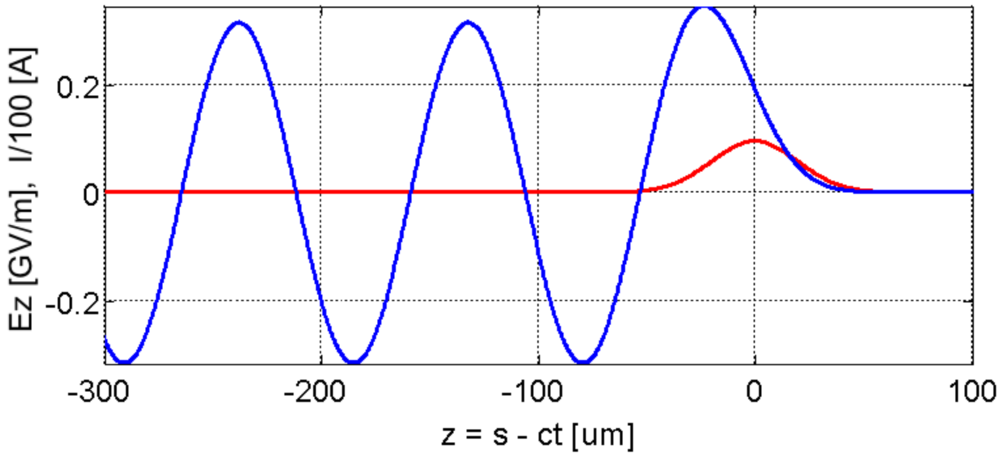 Ez [GV/m], I/100 [A]
0.2
0
-0.2
-300 -200 -100 0 100
z = s - ct [um]